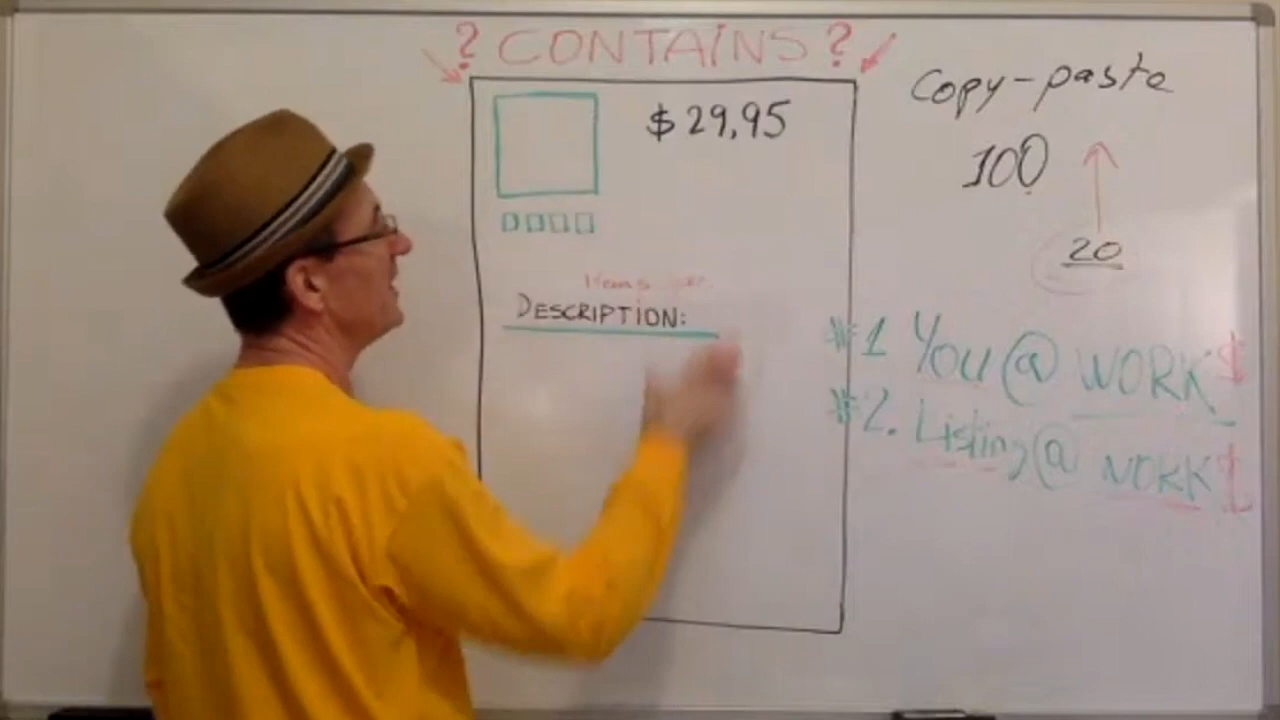 ? CONTAINS ?
$ 29,95
Copy-paste
100
20
DESCRIPTION:
#1 You @ WORK $
#2. Listing @ WORK $